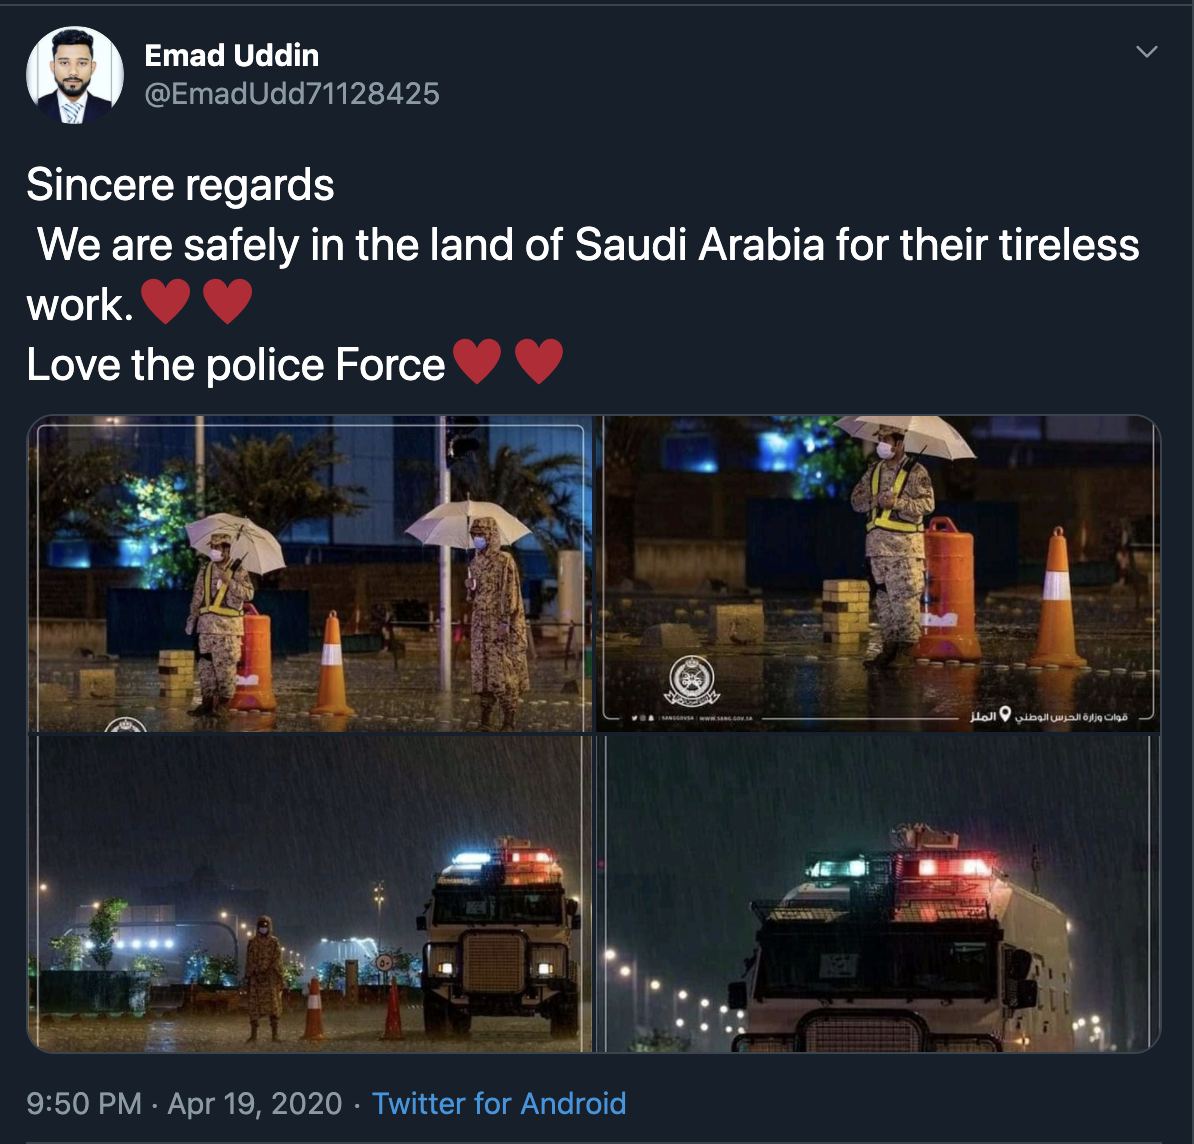 Emad Uddin
@EmadUdd71128425
Sincere regards
We are safely in the land of Saudi Arabia for their tireless
work.♥️ ♥️
Love the police Force♥️ ♥️
SANGGOVSA | WWW.SANG.GOV.SA
قوات وزارة الحرس الوطني الملز
9:50 PM · Apr 19, 2020 · Twitter for Android